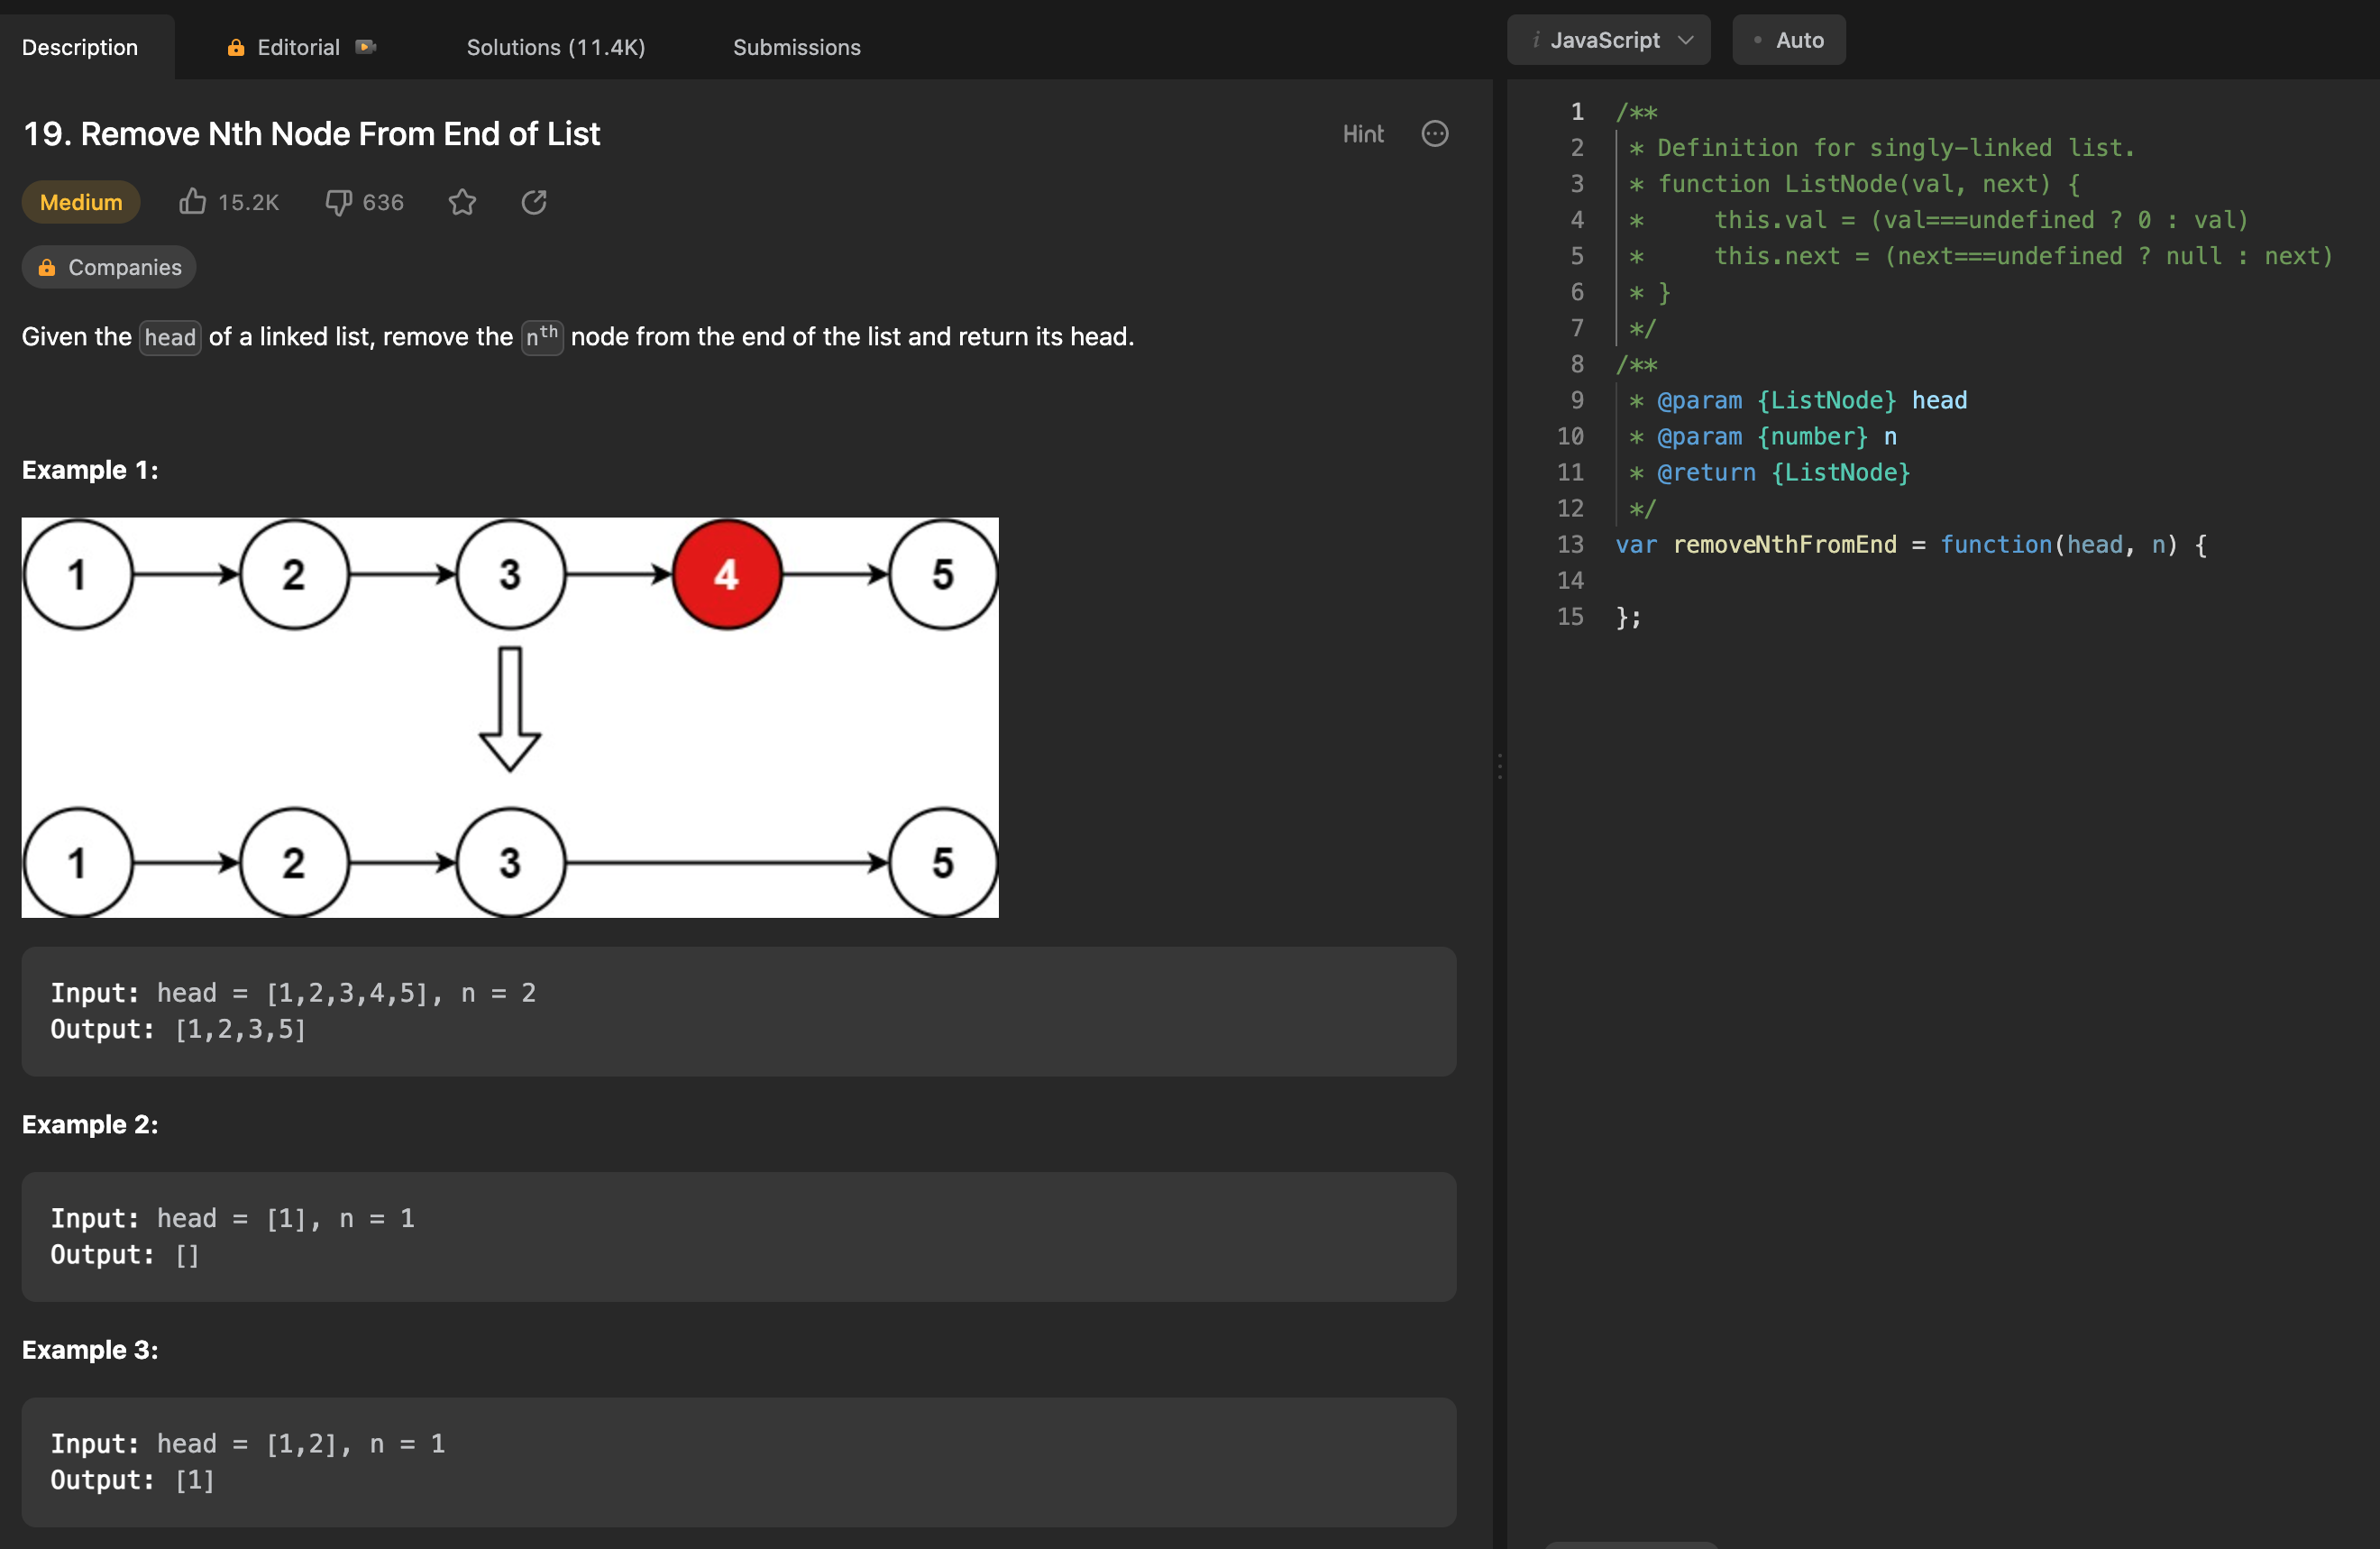 Description Editorial Solutions (11.4K) Submissions
19. Remove Nth Node From End of List Hint
Medium 15.2K 636
Companies
Given the head of a linked list, remove the nth node from the end of the list and return its head.
Example 1:
1 2 3 4 5
1 2 3 5
Input: head = [1,2,3,4,5], n = 2
Output: [1,2,3,5]
Example 2:
Input: head = [1], n = 1
Output: []
Example 3:
Input: head = [1,2], n = 1
Output: [1]
i JavaScript Auto
1 /**
2 * Definition for singly-linked list.
3 * function ListNode(val, next) {
4 *     this.val = (val===undefined ? 0 : val)
5 *     this.next = (next===undefined ? null : next)
6 * }
7 */
8 /**
9 * @param {ListNode} head
10 * @param {number} n
11 * @return {ListNode}
12 */
13 var removeNthFromEnd = function(head, n) {
14
15 };